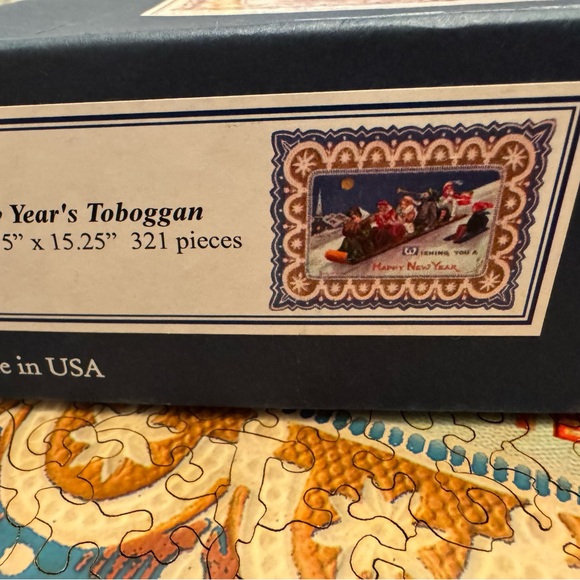 Year's Toboggan
5” x 15.25” 321 pieces
WISHING YOU A
HAPPY NEW YEAR
e in USA